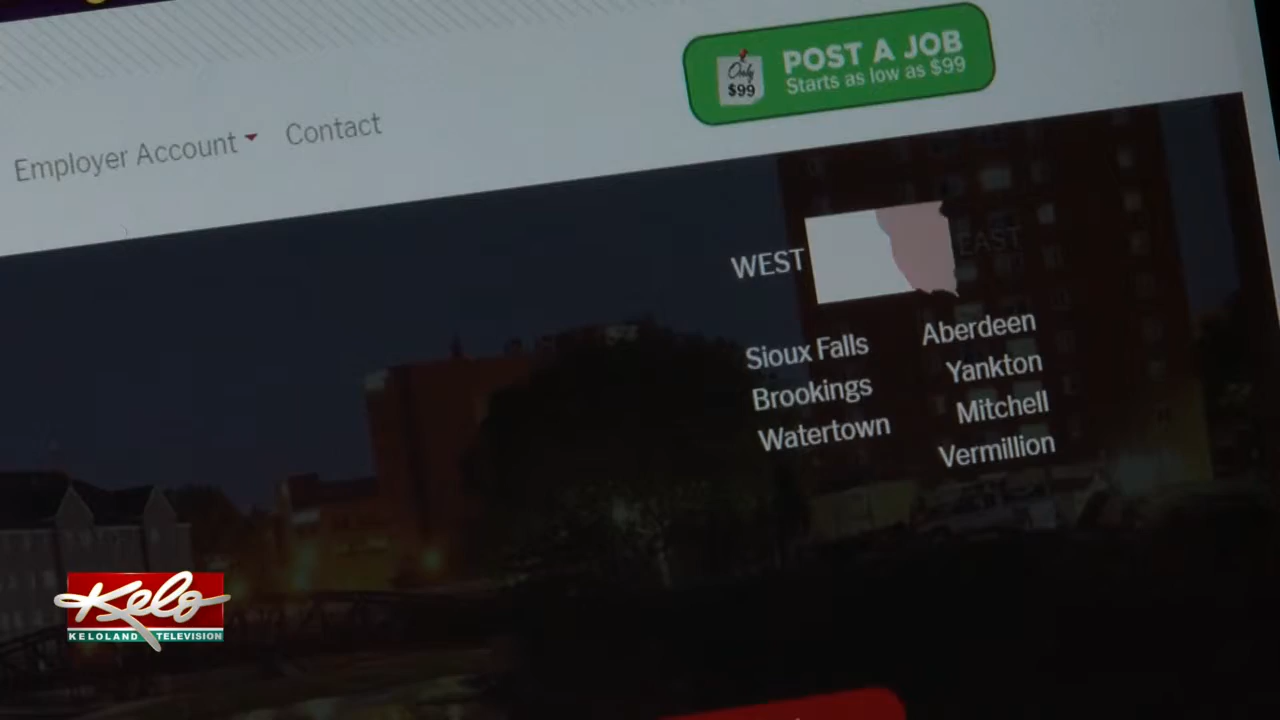 POST A JOB
Starts as low as $99
Only
$99
Employer Account
Contact
WEST
EAST
Sioux Falls
Aberdeen
Brookings
Yankton
Watertown
Mitchell
Vermillion
Kelo
KELOLAND TELEVISION